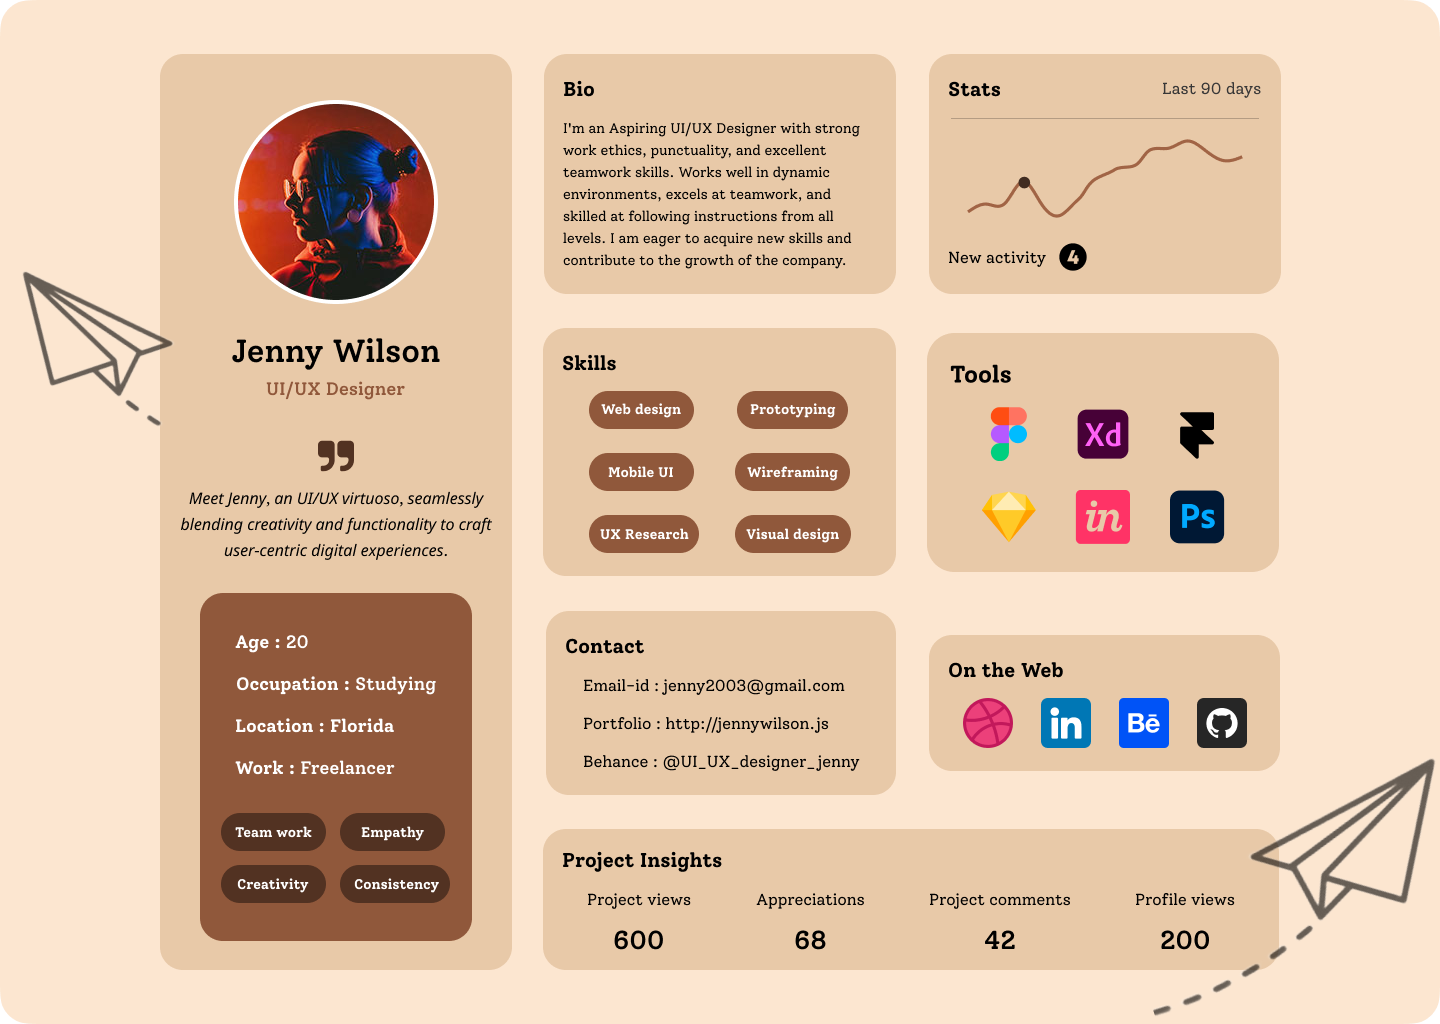 Jenny Wilson
UI/UX Designer
Meet Jenny, an UI/UX virtuoso, seamlessly
blending creativity and functionality to craft
user-centric digital experiences.
Age : 20
Occupation : Studying
Location : Florida
Work : Freelancer
Team work
Empathy
Creativity
Consistency
Bio
I'm an Aspiring UI/UX Designer with strong
work ethics, punctuality, and excellent
teamwork skills. Works well in dynamic
environments, excels at teamwork, and
skilled at following instructions from all
levels. I am eager to acquire new skills and
contribute to the growth of the company.
Stats
Last 90 days
New activity 4
Skills
Web design
Prototyping
Mobile UI
Wireframing
UX Research
Visual design
Tools
Xd
in
Ps
Contact
Email-id : jenny2003@gmail.com
Portfolio : http://jennywilson.js
Behance : @UI_UX_designer_jenny
On the Web
in
Bē
Project Insights
Project views
Appreciations
Project comments
Profile views
600
68
42
200